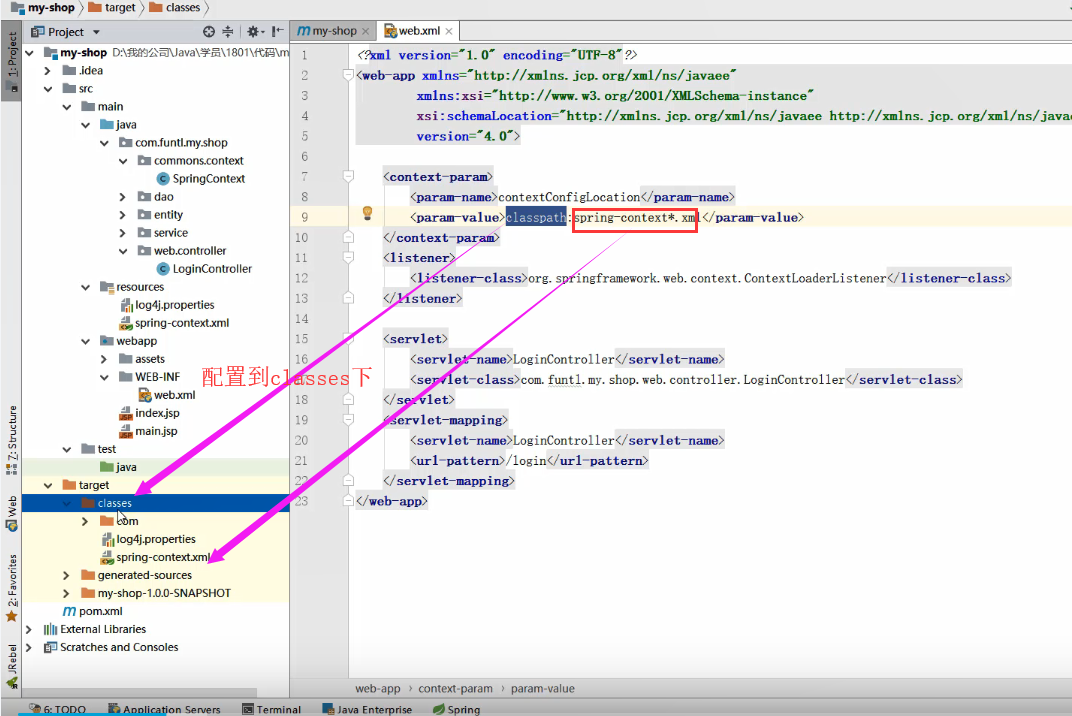 my-shop target classes
Project
my-shop
web.xml
1: Project
7: Structure
Web
2: Favorites
JRebel
my-shop D:\我的公司\Java\学员\1801\代码\m
.idea
src
main
java
com.funtl.my.shop
commons.context
SpringContext
dao
entity
service
web.controller
LoginController
resources
log4j.properties
spring-context.xml
webapp
assets
WEB-INF
web.xml
index.jsp
main.jsp
test
java
target
classes
com
log4j.properties
spring-context.xml
generated-sources
my-shop-1.0.0-SNAPSHOT
pom.xml
External Libraries
Scratches and Consoles
配置到classes下
1 <?xml version="1.0" encoding="UTF-8"?>
2 <web-app xmlns="http://xmlns.jcp.org/xml/ns/javaee"
3 xmlns:xsi="http://www.w3.org/2001/XMLSchema-instance"
4 xsi:schemaLocation="http://xmlns.jcp.org/xml/ns/javaee http://xmlns.jcp.org/xml/ns/javae
5 version="4.0">
6
7 <context-param>
8 <param-name>contextConfigLocation</param-name>
9 <param-value>classpath:spring-context*.xml</param-value>
10 </context-param>
11 <listener>
12 <listener-class>org.springframework.web.context.ContextLoaderListener</listener-class>
13 </listener>
14
15 <servlet>
16 <servlet-name>LoginController</servlet-name>
17 <servlet-class>com.funtl.my.shop.web.controller.LoginController</servlet-class>
18 </servlet>
19 <servlet-mapping>
20 <servlet-name>LoginController</servlet-name>
21 <url-pattern>/login</url-pattern>
22 </servlet-mapping>
23 </web-app>
web-app › context-param › param-value
6: TODO Application Servers Terminal Java Enterprise Spring